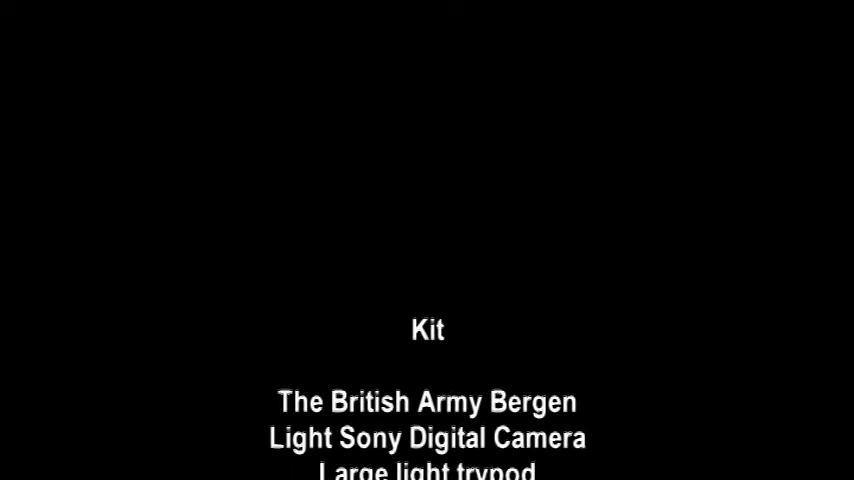 Kit
The British Army Bergen
Light Sony Digital Camera
Large light trypod